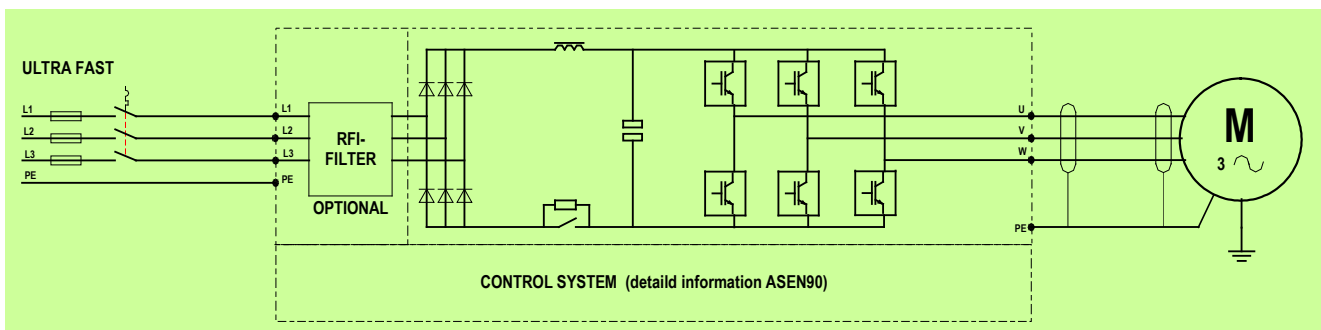 ULTRA FAST
L1
L2
L3
PE
L1
L2
L3
PE
RFI-
FILTER
OPTIONAL
U
V
W
PE
M
3
CONTROL SYSTEM (detaild information ASEN90)